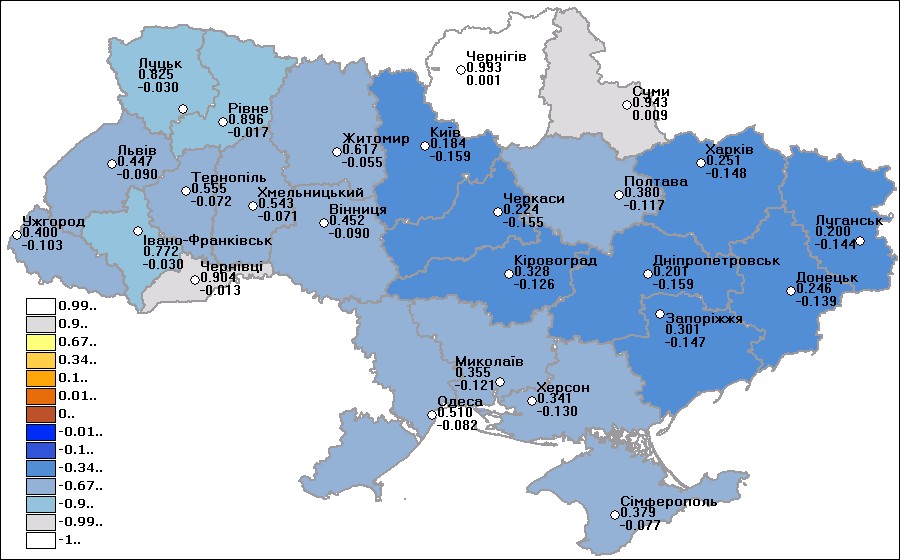 Чернігів
0.993
0.001
Луцьк
0.825
-0.030
Суми
0.943
0.009
Рівне
0.896
-0.017
Житомир
0.617
-0.055
Київ
0.184
-0.159
Харків
0.251
-0.148
Львів
0.447
-0.090
Тернопіль
0.555
-0.072
Хмельницький
0.543
-0.071
Полтава
0.380
-0.117
Вінниця
0.452
-0.090
Черкаси
0.224
-0.155
Ужгород
0.400
-0.103
Луганськ
0.200
-0.144
Івано-Франківськ
0.772
-0.030
Чернівці
0.904
-0.013
Кіровоград
0.328
-0.126
Дніпропетровськ
0.201
-0.159
Донецьк
0.246
-0.139
Запоріжжя
0.301
-0.147
Миколаїв
0.355
-0.121
Херсон
0.341
-0.130
Одеса
0.510
-0.082
Сімферополь
0.379
-0.077
0.99..
0.9..
0.67..
0.34..
0.1..
0.01..
0..
-0.01..
-0.1..
-0.34..
-0.67..
-0.9..
-0.99..
-1..